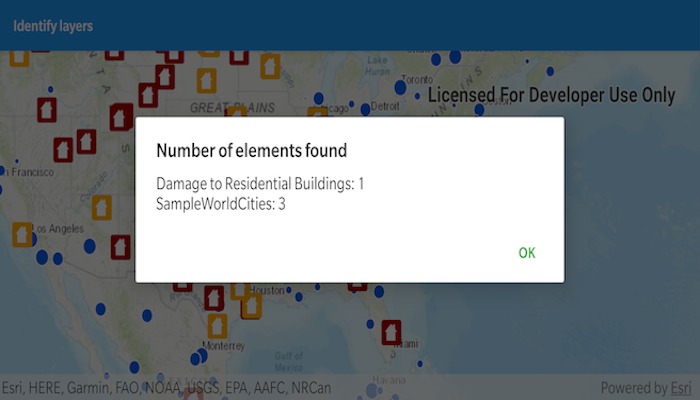 Identify layers
Lake
Huron
Toronto
GREAT PLAINS
Chicago
Detroit
Licensed For Developer Use Only
Number of elements found
Damage to Residential Buildings: 1
SampleWorldCities: 3
OK
n Francisco
Colorado
Los Angeles
Houston
Monterrey
Miami
Gulf of
Mexico
Havana
Esri, HERE, Garmin, FAO, NOAA, USGS, EPA, AAFC, NRCan
Powered by Esri